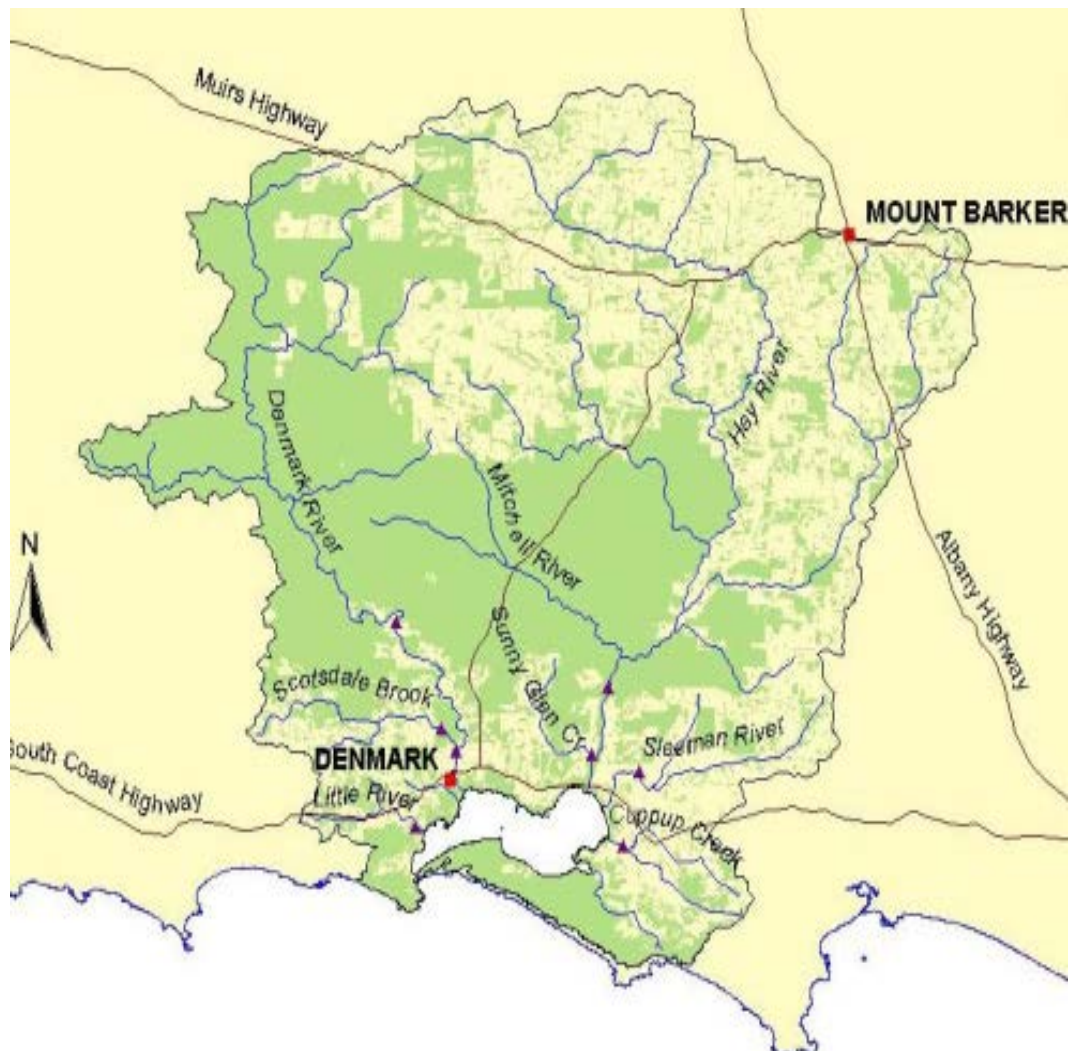 Muirs Highway
MOUNT BARKER
Hay River
Denmark River
Mitchell River
N
Albany Highway
Sunny Glen Cr
Scotsdale Brook
Sleeman River
DENMARK
South Coast Highway
Little River
Cuppup Creek